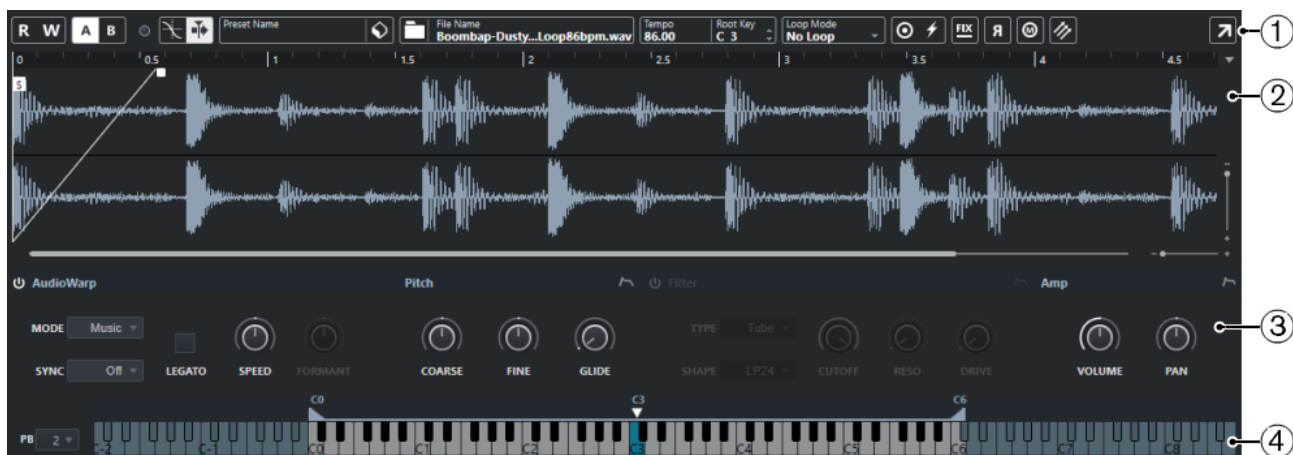 R W A B Preset Name File Name Tempo Root Key Loop Mode
Boombap-Dusty...Loop86bpm.wav 86.00 C 3 No Loop FIX Я M 1
0 0.5 1 1.5 2 2.5 3 3.5 4 4.5
S
2
AudioWarp Pitch Filter Amp
MODE Music TYPE Tube 3
SYNC Off LEGATO SPEED FORMANT COARSE FINE GLIDE SHAPE LP24 CUTOFF RESO DRIVE VOLUME PAN
C0 C3 C6
PB 2 C-2 C-1 C0 C1 C2 C3 C4 C5 C6 C7 C8 4